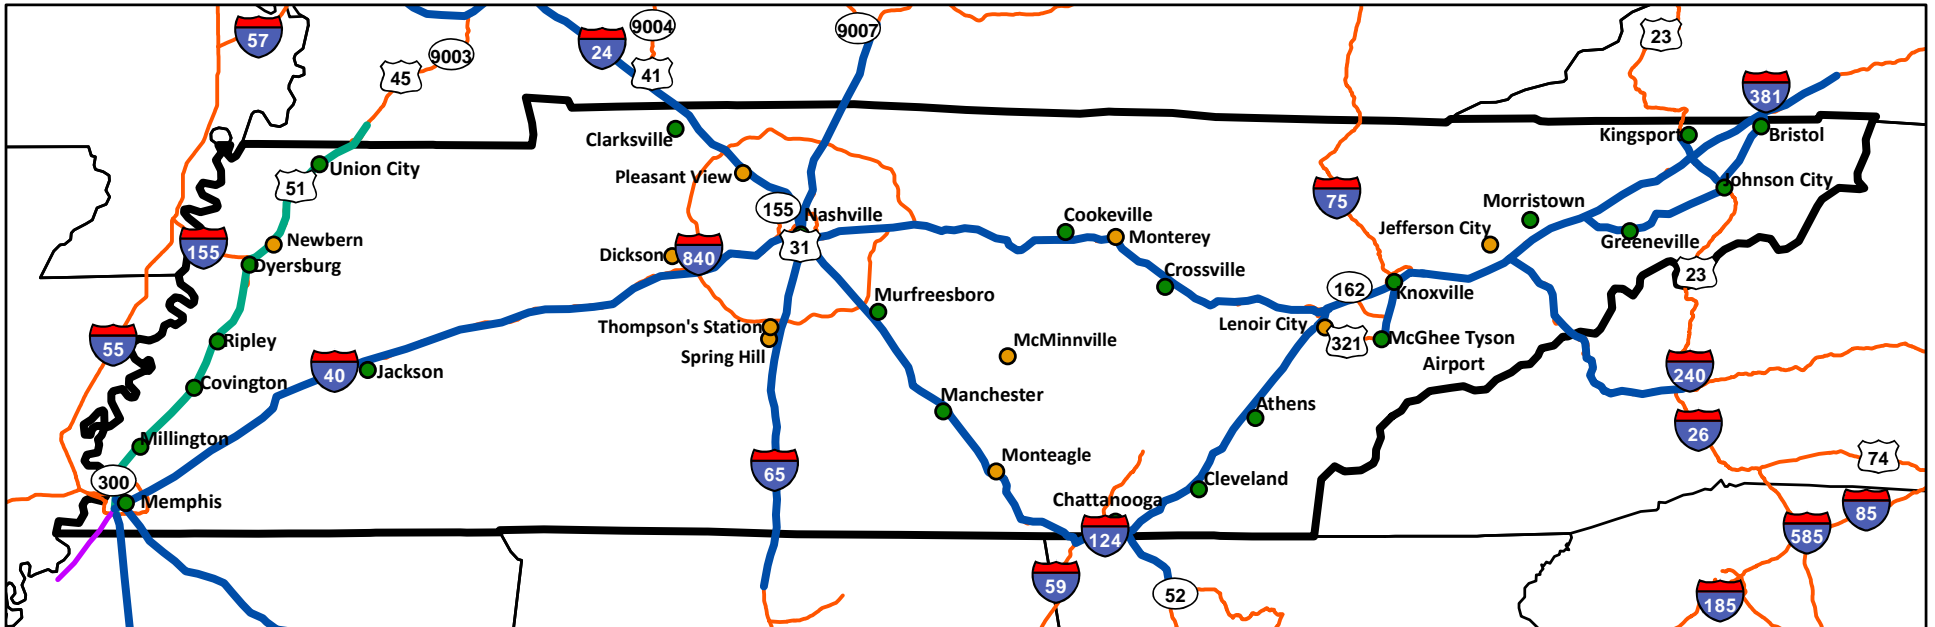 57
9003
45
24
9004
41
9007
23
381
Clarksville
Kingsport
Bristol
Union City
51
Pleasant View
155
Nashville
31
75
Morristown
Johnson City
Cookeville
Monterey
Jefferson City
Greeneville
155
Newbern
Dyersburg
Dickson
840
Crossville
162
Knoxville
23
Murfreesboro
Thompson's Station
Spring Hill
Lenoir City
321
McGhee Tyson
Airport
55
Ripley
40
Jackson
McMinnville
240
Covington
Manchester
Athens
26
Millington
65
Monteagle
74
300
Memphis
Chattanooga
Cleveland
124
85
585
59
52
185